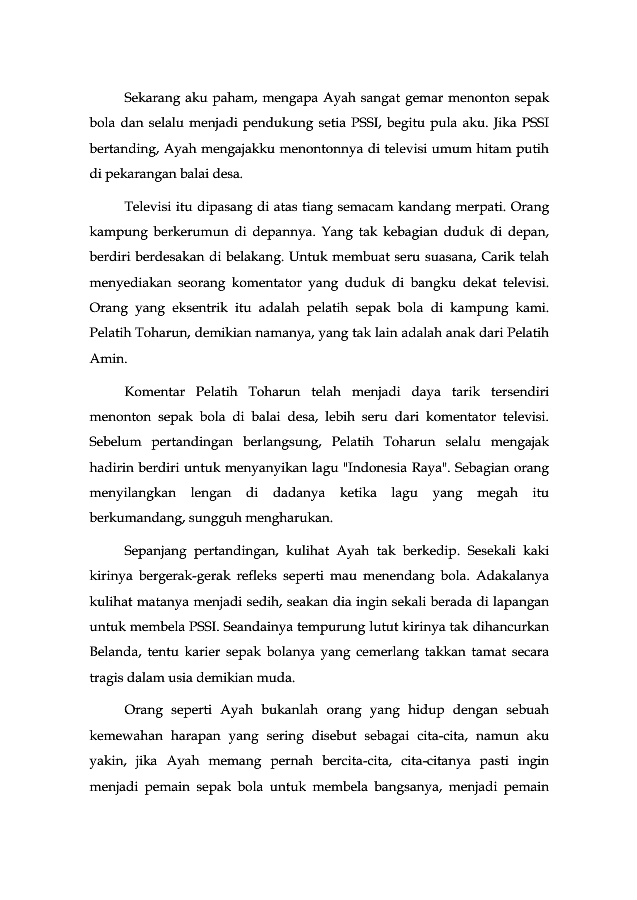 Sekarang aku paham, mengapa Ayah sangat gemar menonton sepak
bola dan selalu menjadi pendukung setia PSSI, begitu pula aku. Jika PSSI
bertanding, Ayah mengajakku menontonnya di televisi umum hitam putih
di pekarangan balai desa.
Televisi itu dipasang di atas tiang semacam kandang merpati. Orang
kampung berkerumun di depannya. Yang tak kebagian duduk di depan,
berdiri berdesakan di belakang. Untuk membuat seru suasana, Carik telah
menyediakan seorang komentator yang duduk di bangku dekat televisi.
Orang yang eksentrik itu adalah pelatih sepak bola di kampung kami.
Pelatih Toharun, demikian namanya, yang tak lain adalah anak dari Pelatih
Amin.
Komentar Pelatih Toharun telah menjadi daya tarik tersendiri
menonton sepak bola di balai desa, lebih seru dari komentator televisi.
Sebelum pertandingan berlangsung, Pelatih Toharun selalu mengajak
hadirin berdiri untuk menyanyikan lagu "Indonesia Raya". Sebagian orang
menyilangkan lengan di dadanya ketika lagu yang megah itu
berkumandang, sungguh mengharukan.
Sepanjang pertandingan, kulihat Ayah tak berkedip. Sesekali kaki
kirinya bergerak-gerak refleks seperti mau menendang bola. Adakalanya
kulihat matanya menjadi sedih, seakan dia ingin sekali berada di lapangan
untuk membela PSSI. Seandainya tempurung lutut kirinya tak dihancurkan
Belanda, tentu karier sepak bolanya yang cemerlang takkan tamat secara
tragis dalam usia demikian muda.
Orang seperti Ayah bukanlah orang yang hidup dengan sebuah
kemewahan harapan yang sering disebut sebagai cita-cita, namun aku
yakin, jika Ayah memang pernah bercita-cita, cita-citanya pasti ingin
menjadi pemain sepak bola untuk membela bangsanya, menjadi pemain